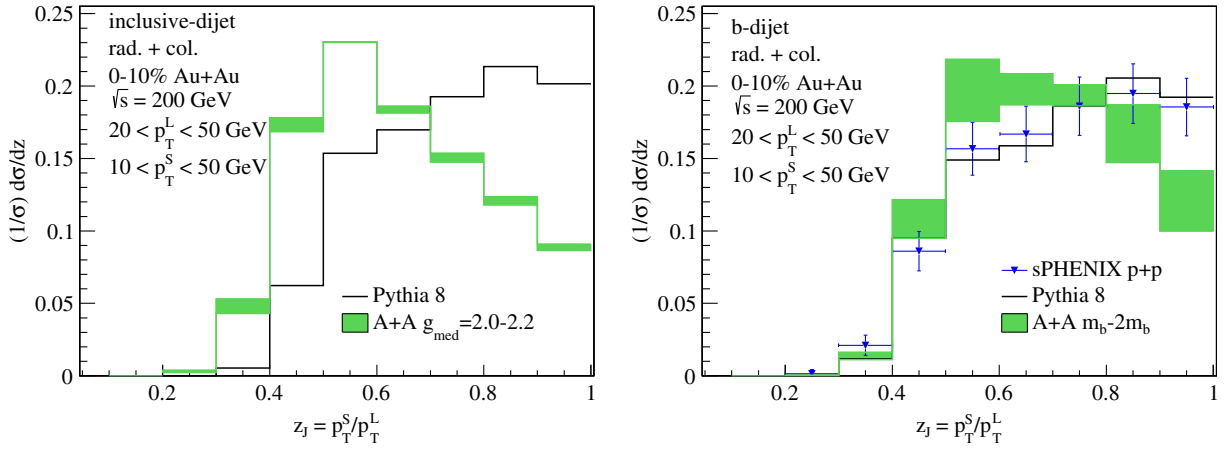 inclusive-dijet
rad. + col.
0-10% Au+Au
√s = 200 GeV
20 < p_T^L < 50 GeV
10 < p_T^S < 50 GeV
Pythia 8
A+A g_med=2.0-2.2
(1/σ) dσ/dz
0.25
0.2
0.15
0.1
0.05
0
0.2
0.4
0.6
0.8
1
z_J = p_T^S/p_T^L
b-dijet
rad. + col.
0-10% Au+Au
√s = 200 GeV
20 < p_T^L < 50 GeV
10 < p_T^S < 50 GeV
sPHENIX p+p
Pythia 8
A+A m_b-2m_b
(1/σ) dσ/dz
0.25
0.2
0.15
0.1
0.05
0
0.2
0.4
0.6
0.8
1
z_J = p_T^S/p_T^L